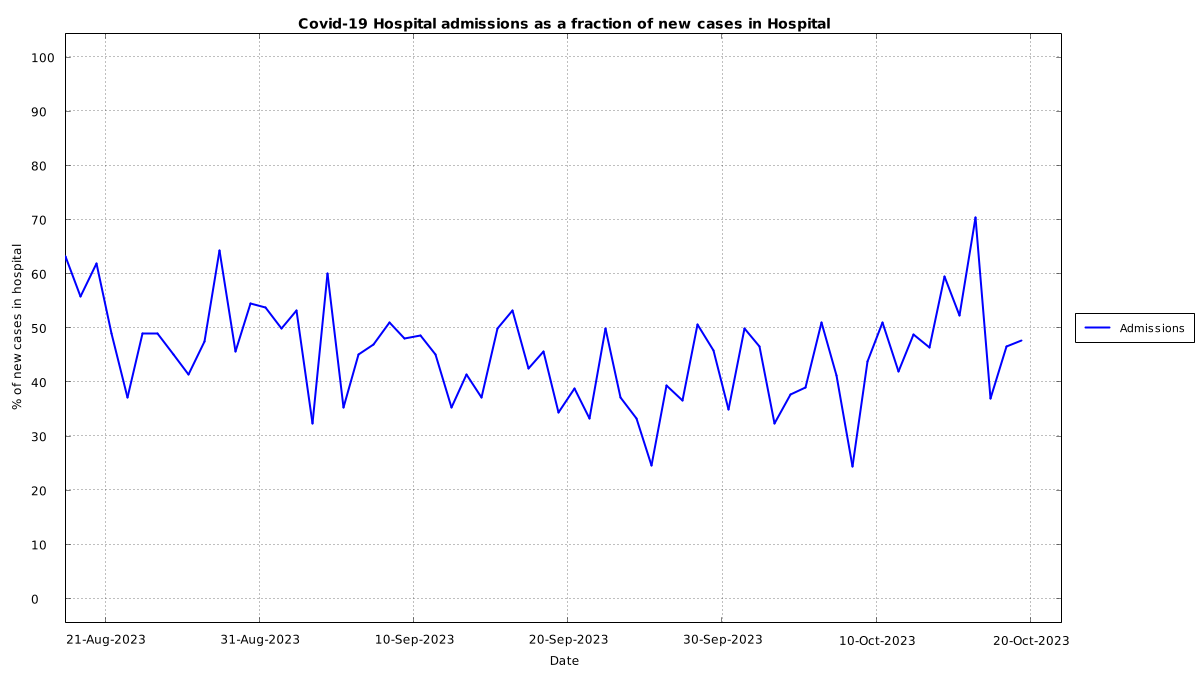 Covid-19 Hospital admissions as a fraction of new cases in Hospital
100
90
80
70
60
50
40
30
20
10
0
% of new cases in hospital
21-Aug-2023
31-Aug-2023
10-Sep-2023
20-Sep-2023
30-Sep-2023
10-Oct-2023
20-Oct-2023
Date
Admissions